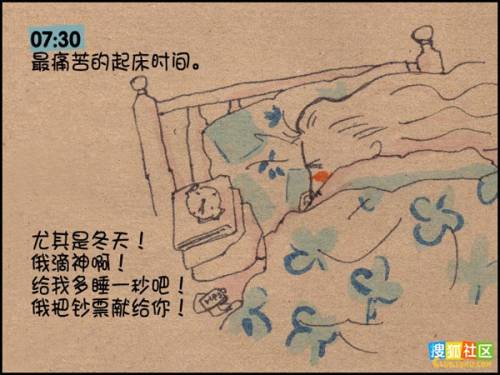 07:30
最痛苦的起床时间。
尤其是冬天！
俄滴神啊！
给我多睡一秒吧！
俄把钞票献给你！
搜狐社区